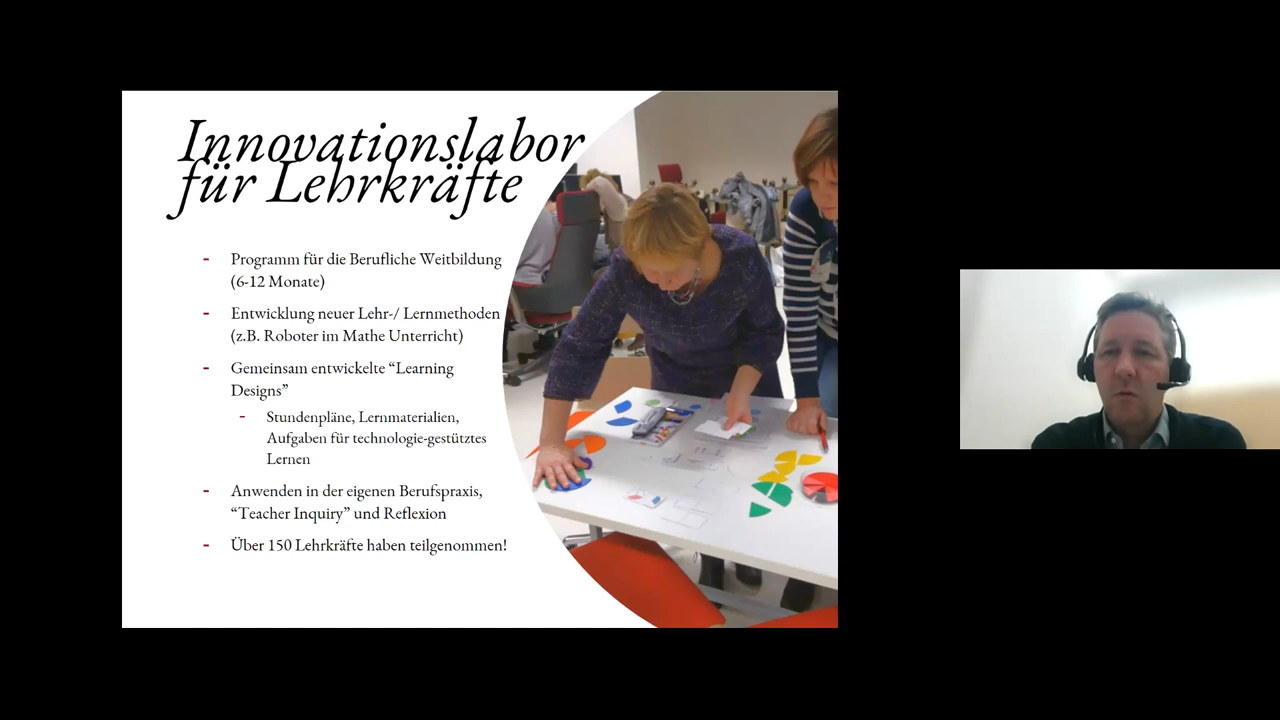 Innovationslabor
für Lehrkräfte
- Programm für die Berufliche Weitbildung
(6-12 Monate)
- Entwicklung neuer Lehr-/ Lernmethoden
(z.B. Roboter im Mathe Unterricht)
- Gemeinsam entwickelte “Learning
Designs”
- Stundenpläne, Lernmaterialien,
Aufgaben für technologie-gestütztes
Lernen
- Anwenden in der eigenen Berufspraxis,
“Teacher Inquiry” und Reflexion
- Über 150 Lehrkräfte haben teilgenommen!